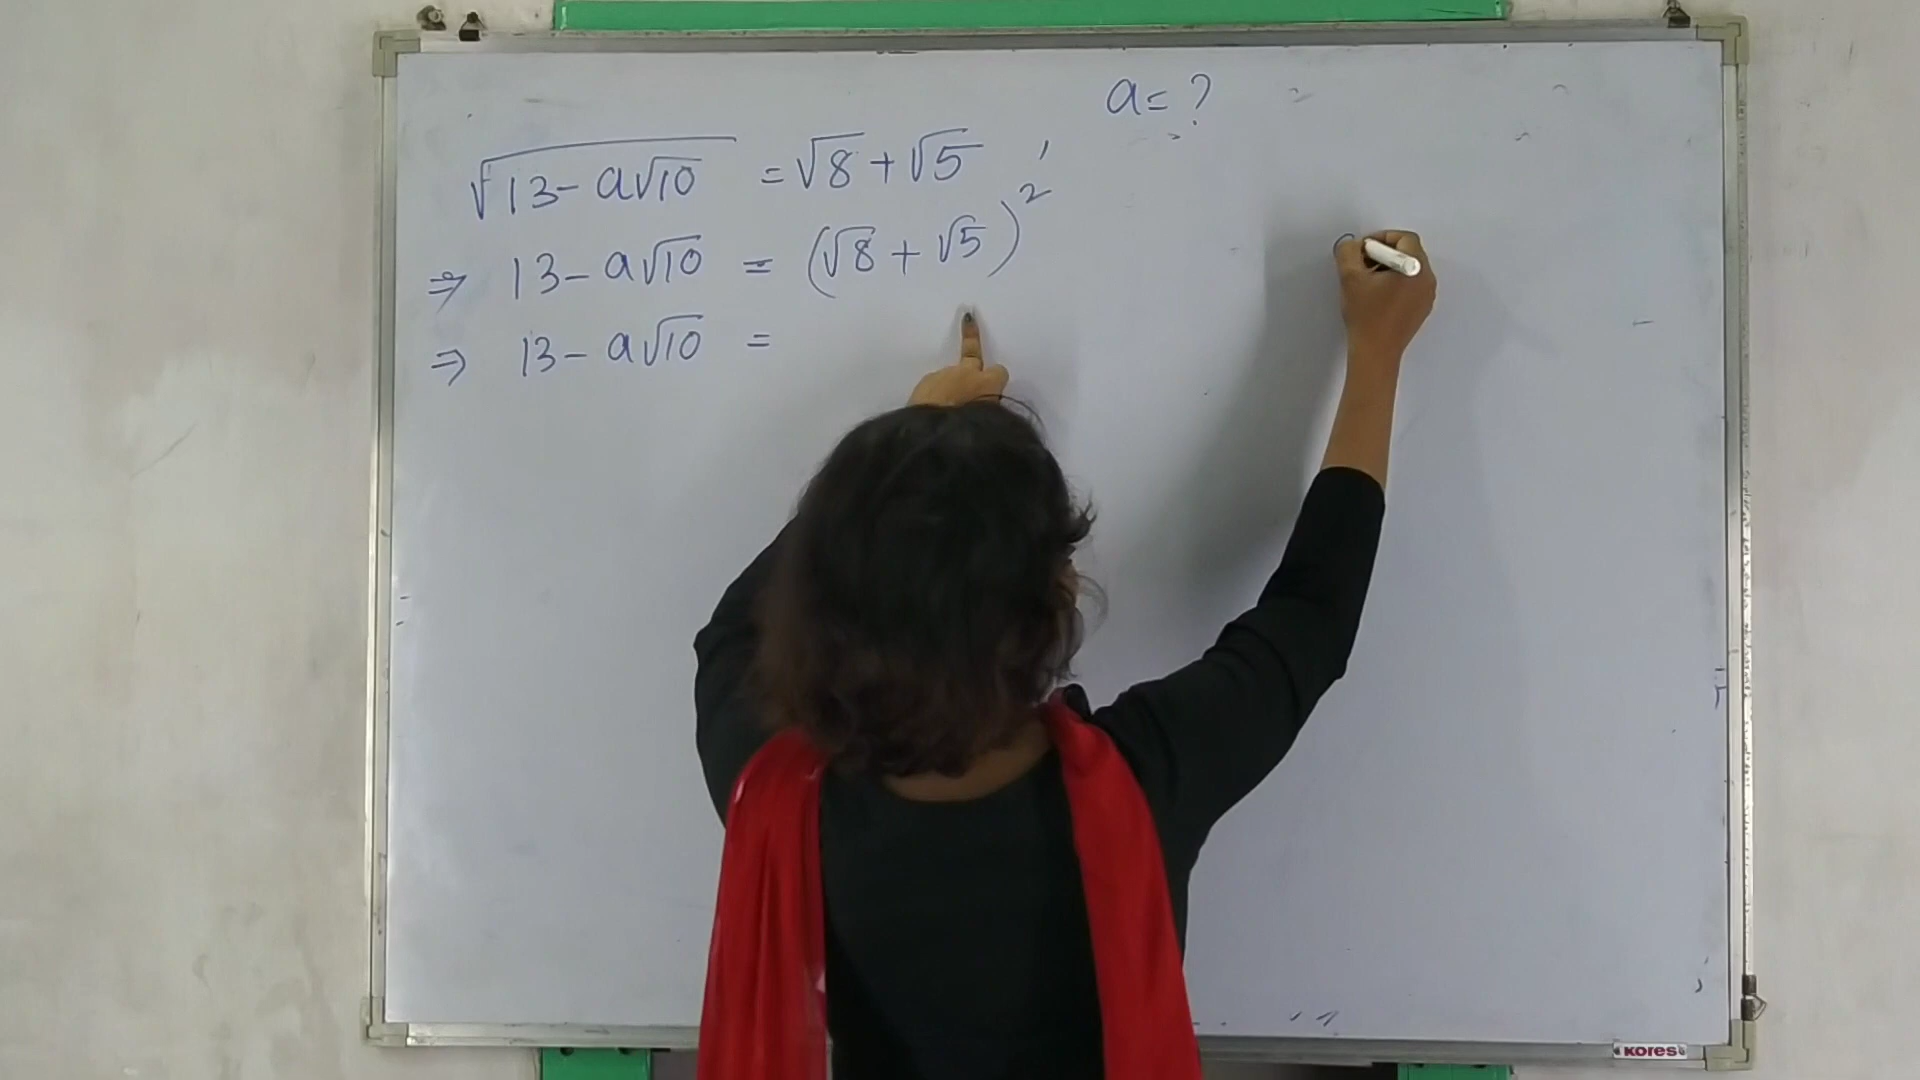 a = ?
√(13 - a√10) = √8 + √5 ,
⇒ 13 - a√10 = (√8 + √5)²
⇒ 13 - a√10 =
KORES